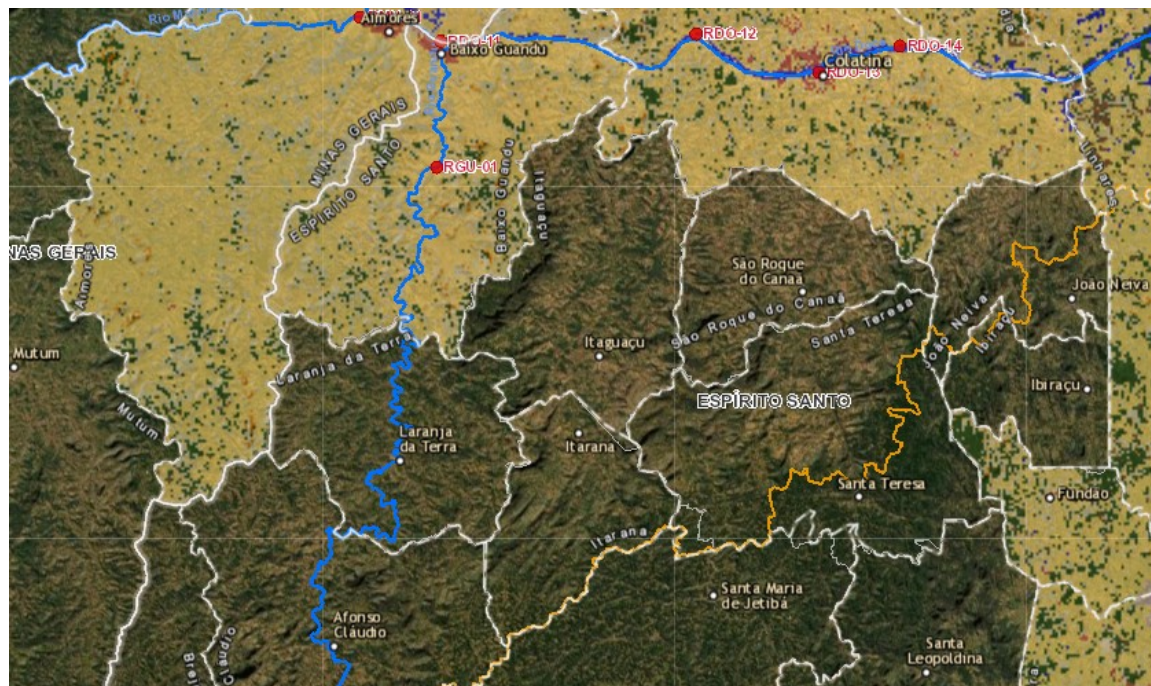 Aimores
RDO-11
Baixo Guandu
RDO-12
Colatina
RDO-13
RDO-14
MINAS GERAIS
ESPÍRITO SANTO
RGU-01
Baixo Guandu
Itaguaçu
Linhares
NAS GERAIS
Aimores
São Roque
do Canaã
São Roque do Canaã
Santa Teresa
João Neiva
Ibiraçu
João Neiva
Mutum
Laranja da Terra
Itaguaçu
Ibiraçu
ESPÍRITO SANTO
Mutum
Laranja
da Terra
Itarana
Santa Teresa
Fundão
Itarana
Santa Maria
de Jetibá
Afonso
Cláudio
Santa
Leopoldina